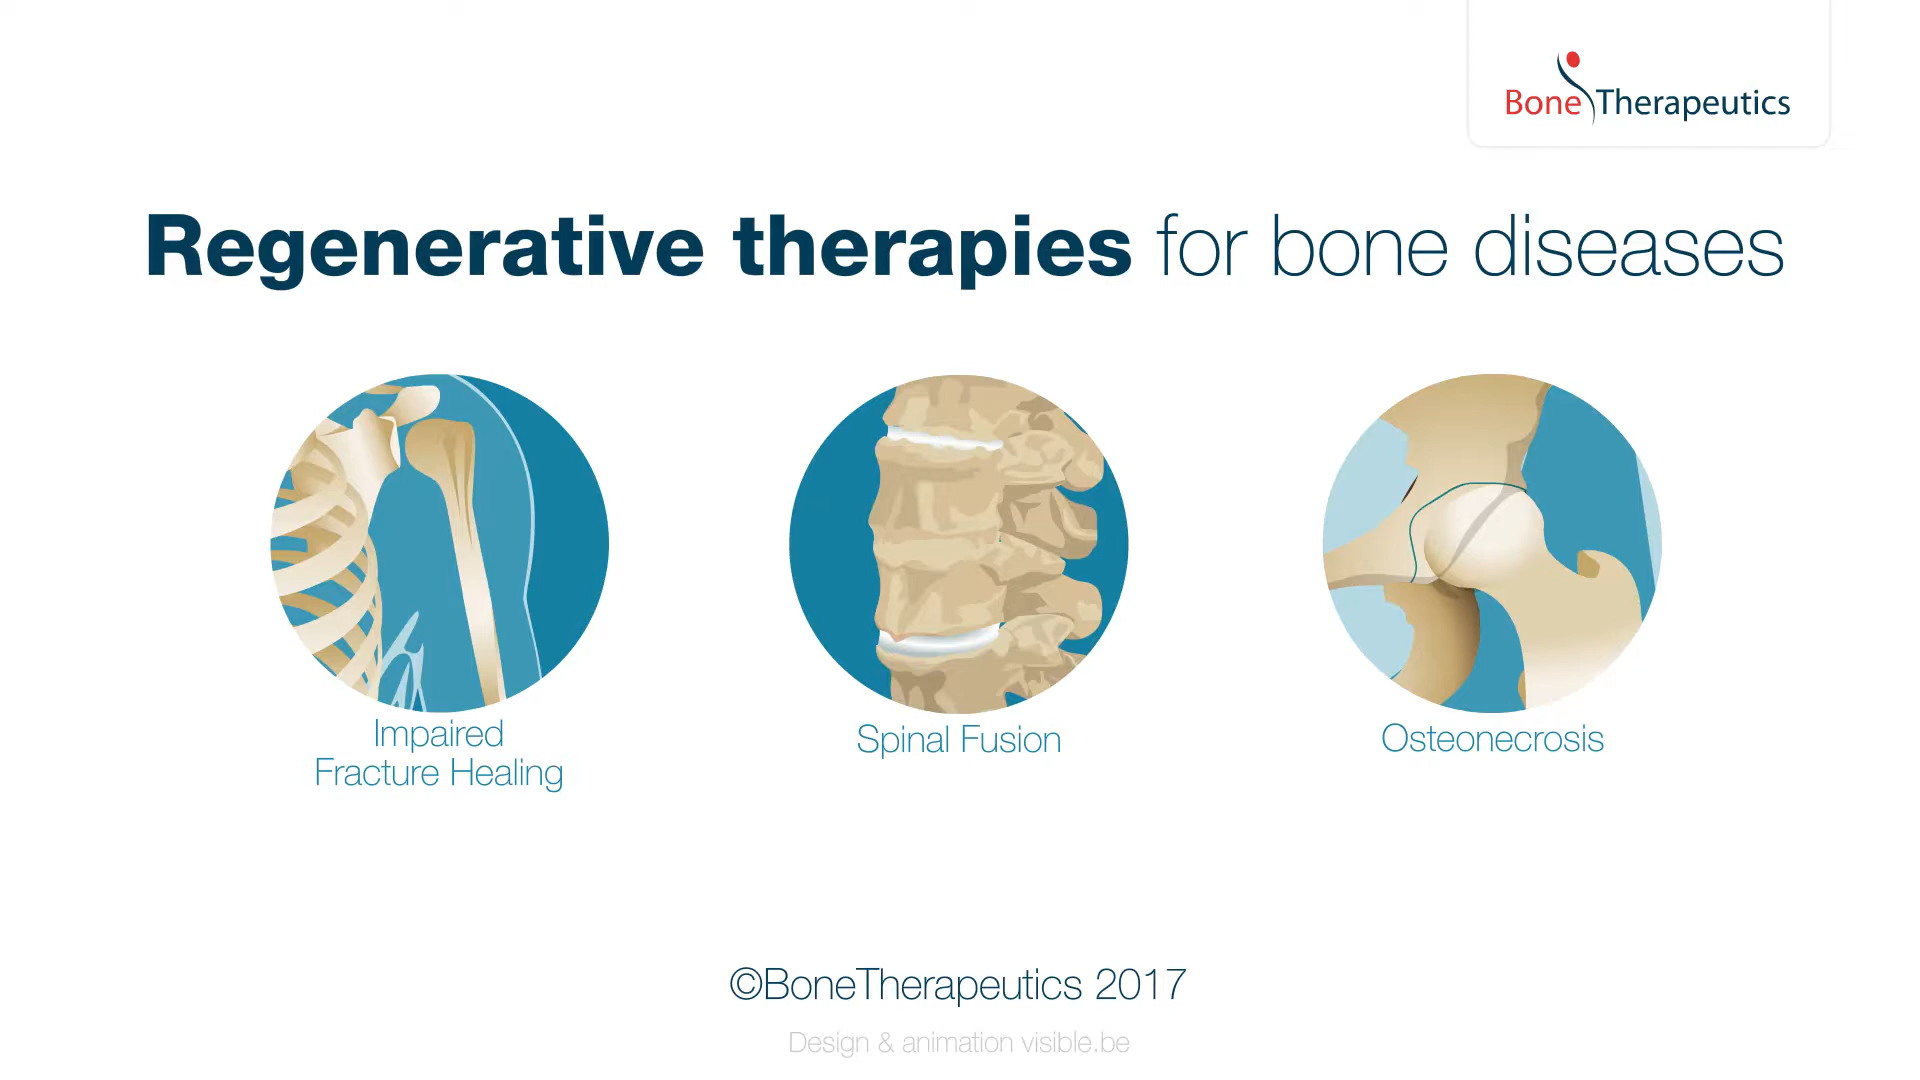 Bone Therapeutics
Regenerative therapies for bone diseases
Impaired
Fracture Healing
Spinal Fusion
Osteonecrosis
©BoneTherapeutics 2017
Design & animation visible.be